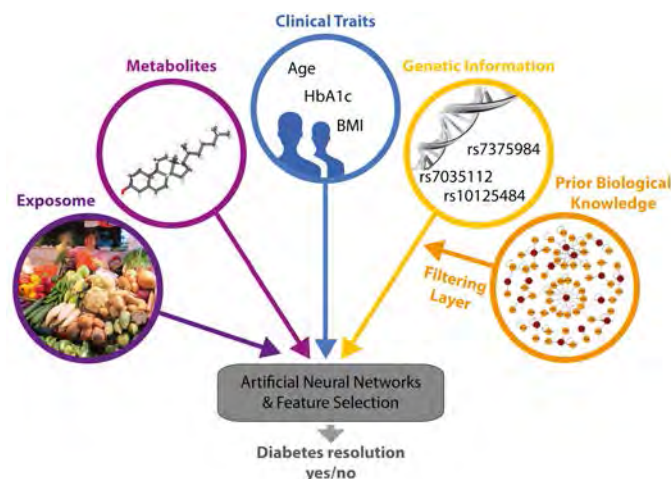 Clinical Traits
Metabolites
Genetic Information
Age
HbA1c
BMI
rs7375984
rs7035112
rs10125484
Exposome
Prior Biological
Knowledge
Filtering
Layer
Artificial Neural Networks
& Feature Selection
Diabetes resolution
yes/no